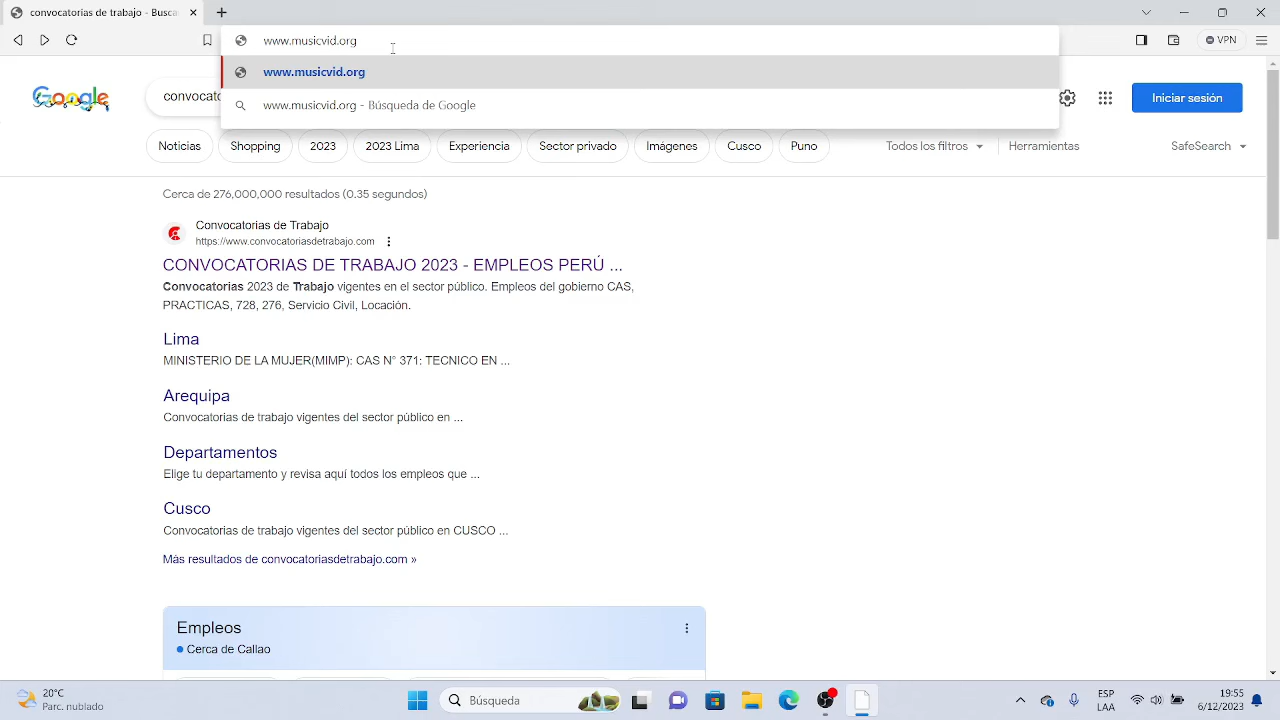 convocatorias de trabajo - Busca
www.musicvid.org
VPN
www.musicvid.org
www.musicvid.org - Búsqueda de Google
Google
convocato
Iniciar sesión
Noticias
Shopping
2023
2023 Lima
Experiencia
Sector privado
Imágenes
Cusco
Puno
Todos los filtros
Herramientas
SafeSearch
Cerca de 276,000,000 resultados (0.35 segundos)
Convocatorias de Trabajo
https://www.convocatoriasdetrabajo.com
CONVOCATORIAS DE TRABAJO 2023 - EMPLEOS PERÚ ...
Convocatorias 2023 de Trabajo vigentes en el sector público. Empleos del gobierno CAS,
PRACTICAS, 728, 276, Servicio Civil, Locación.
Lima
MINISTERIO DE LA MUJER(MIMP): CAS N° 371: TECNICO EN ...
Arequipa
Convocatorias de trabajo vigentes del sector público en ...
Departamentos
Elige tu departamento y revisa aquí todos los empleos que ...
Cusco
Convocatorias de trabajo vigentes del sector público en CUSCO ...
Más resultados de convocatoriasdetrabajo.com »
Empleos
Cerca de Callao
20°C
Parc. nublado
Búsqueda
ESP
LAA
19:55
6/12/2023